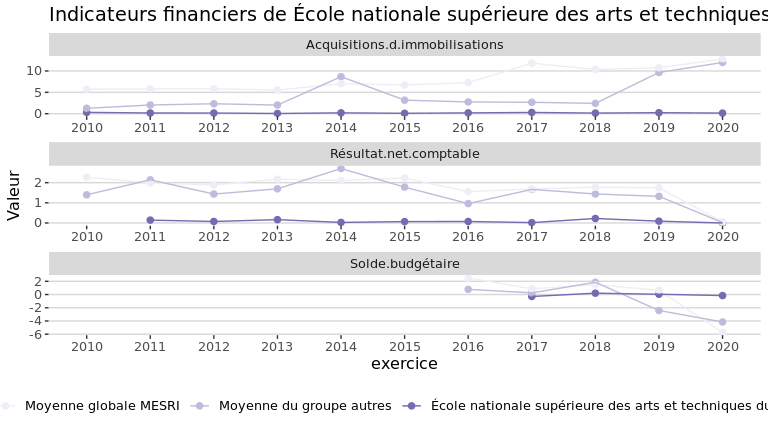 Indicateurs financiers de École nationale supérieure des arts et techniques
Acquisitions.d.immobilisations
10
5
0
2010 2011 2012 2013 2014 2015 2016 2017 2018 2019 2020
Résultat.net.comptable
2
1
0
2010 2011 2012 2013 2014 2015 2016 2017 2018 2019 2020
Solde.budgétaire
2
0
-2
-4
-6
2010 2011 2012 2013 2014 2015 2016 2017 2018 2019 2020
Valeur
exercice
Moyenne globale MESRI Moyenne du groupe autres École nationale supérieure des arts et techniques du